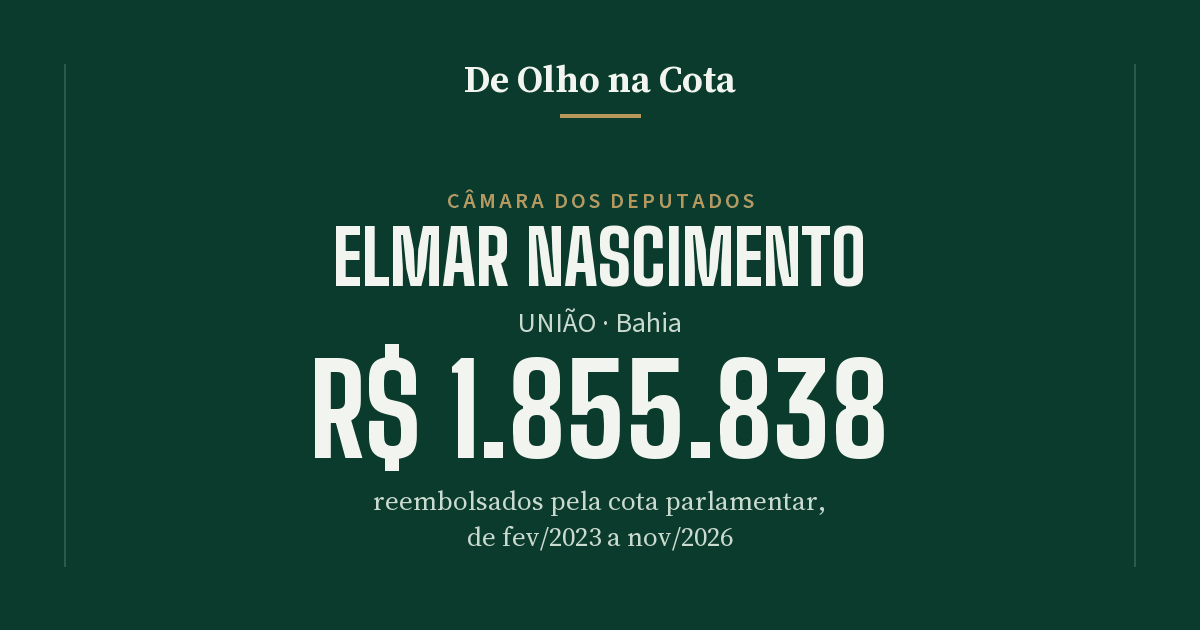 De Olho na Cota
CÂMARA DOS DEPUTADOS
ELMAR NASCIMENTO
UNIÃO · Bahia
R$ 1.855.838
reembolsados pela cota parlamentar,
de fev/2023 a nov/2026